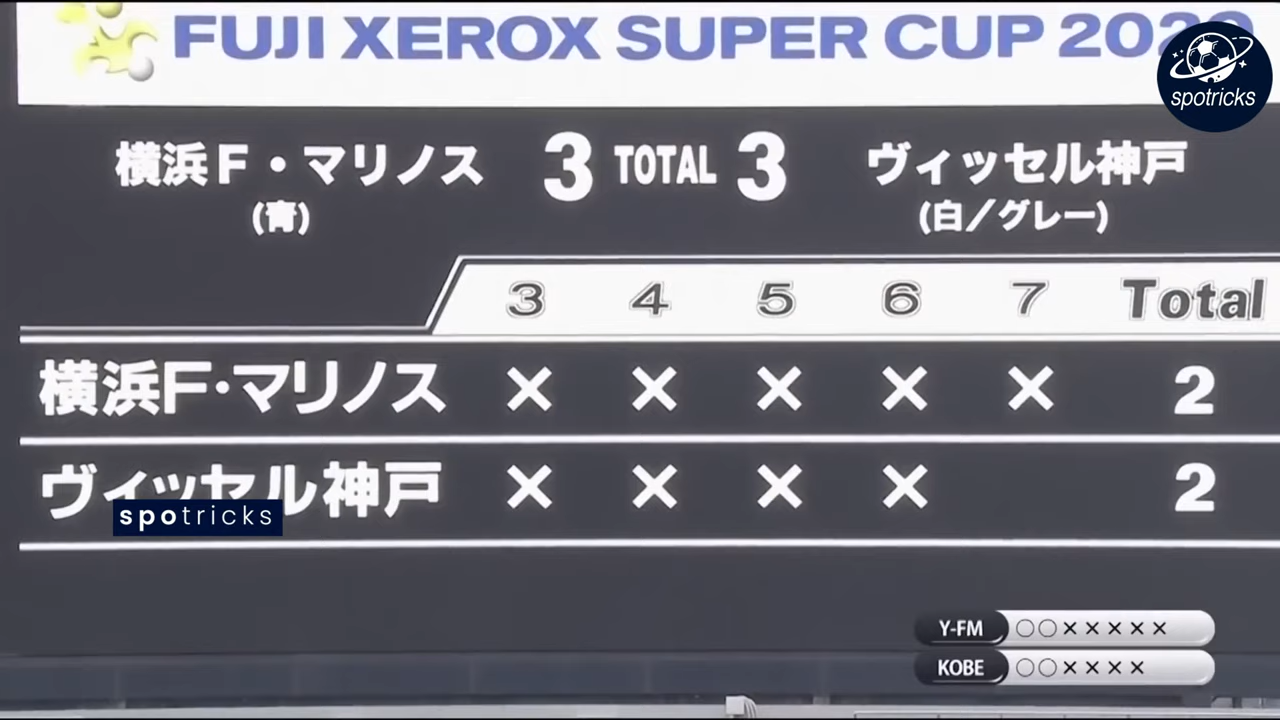 FUJI XEROX SUPER CUP 2020
spotricks
横浜F・マリノス 3 TOTAL 3 ヴィッセル神戸
(青) (白／グレー)
3 4 5 6 7 Total
横浜F・マリノス × × × × × 2
ヴィッセル神戸 × × × × 2
spotricks
Y-FM ○○×××××
KOBE ○○××××